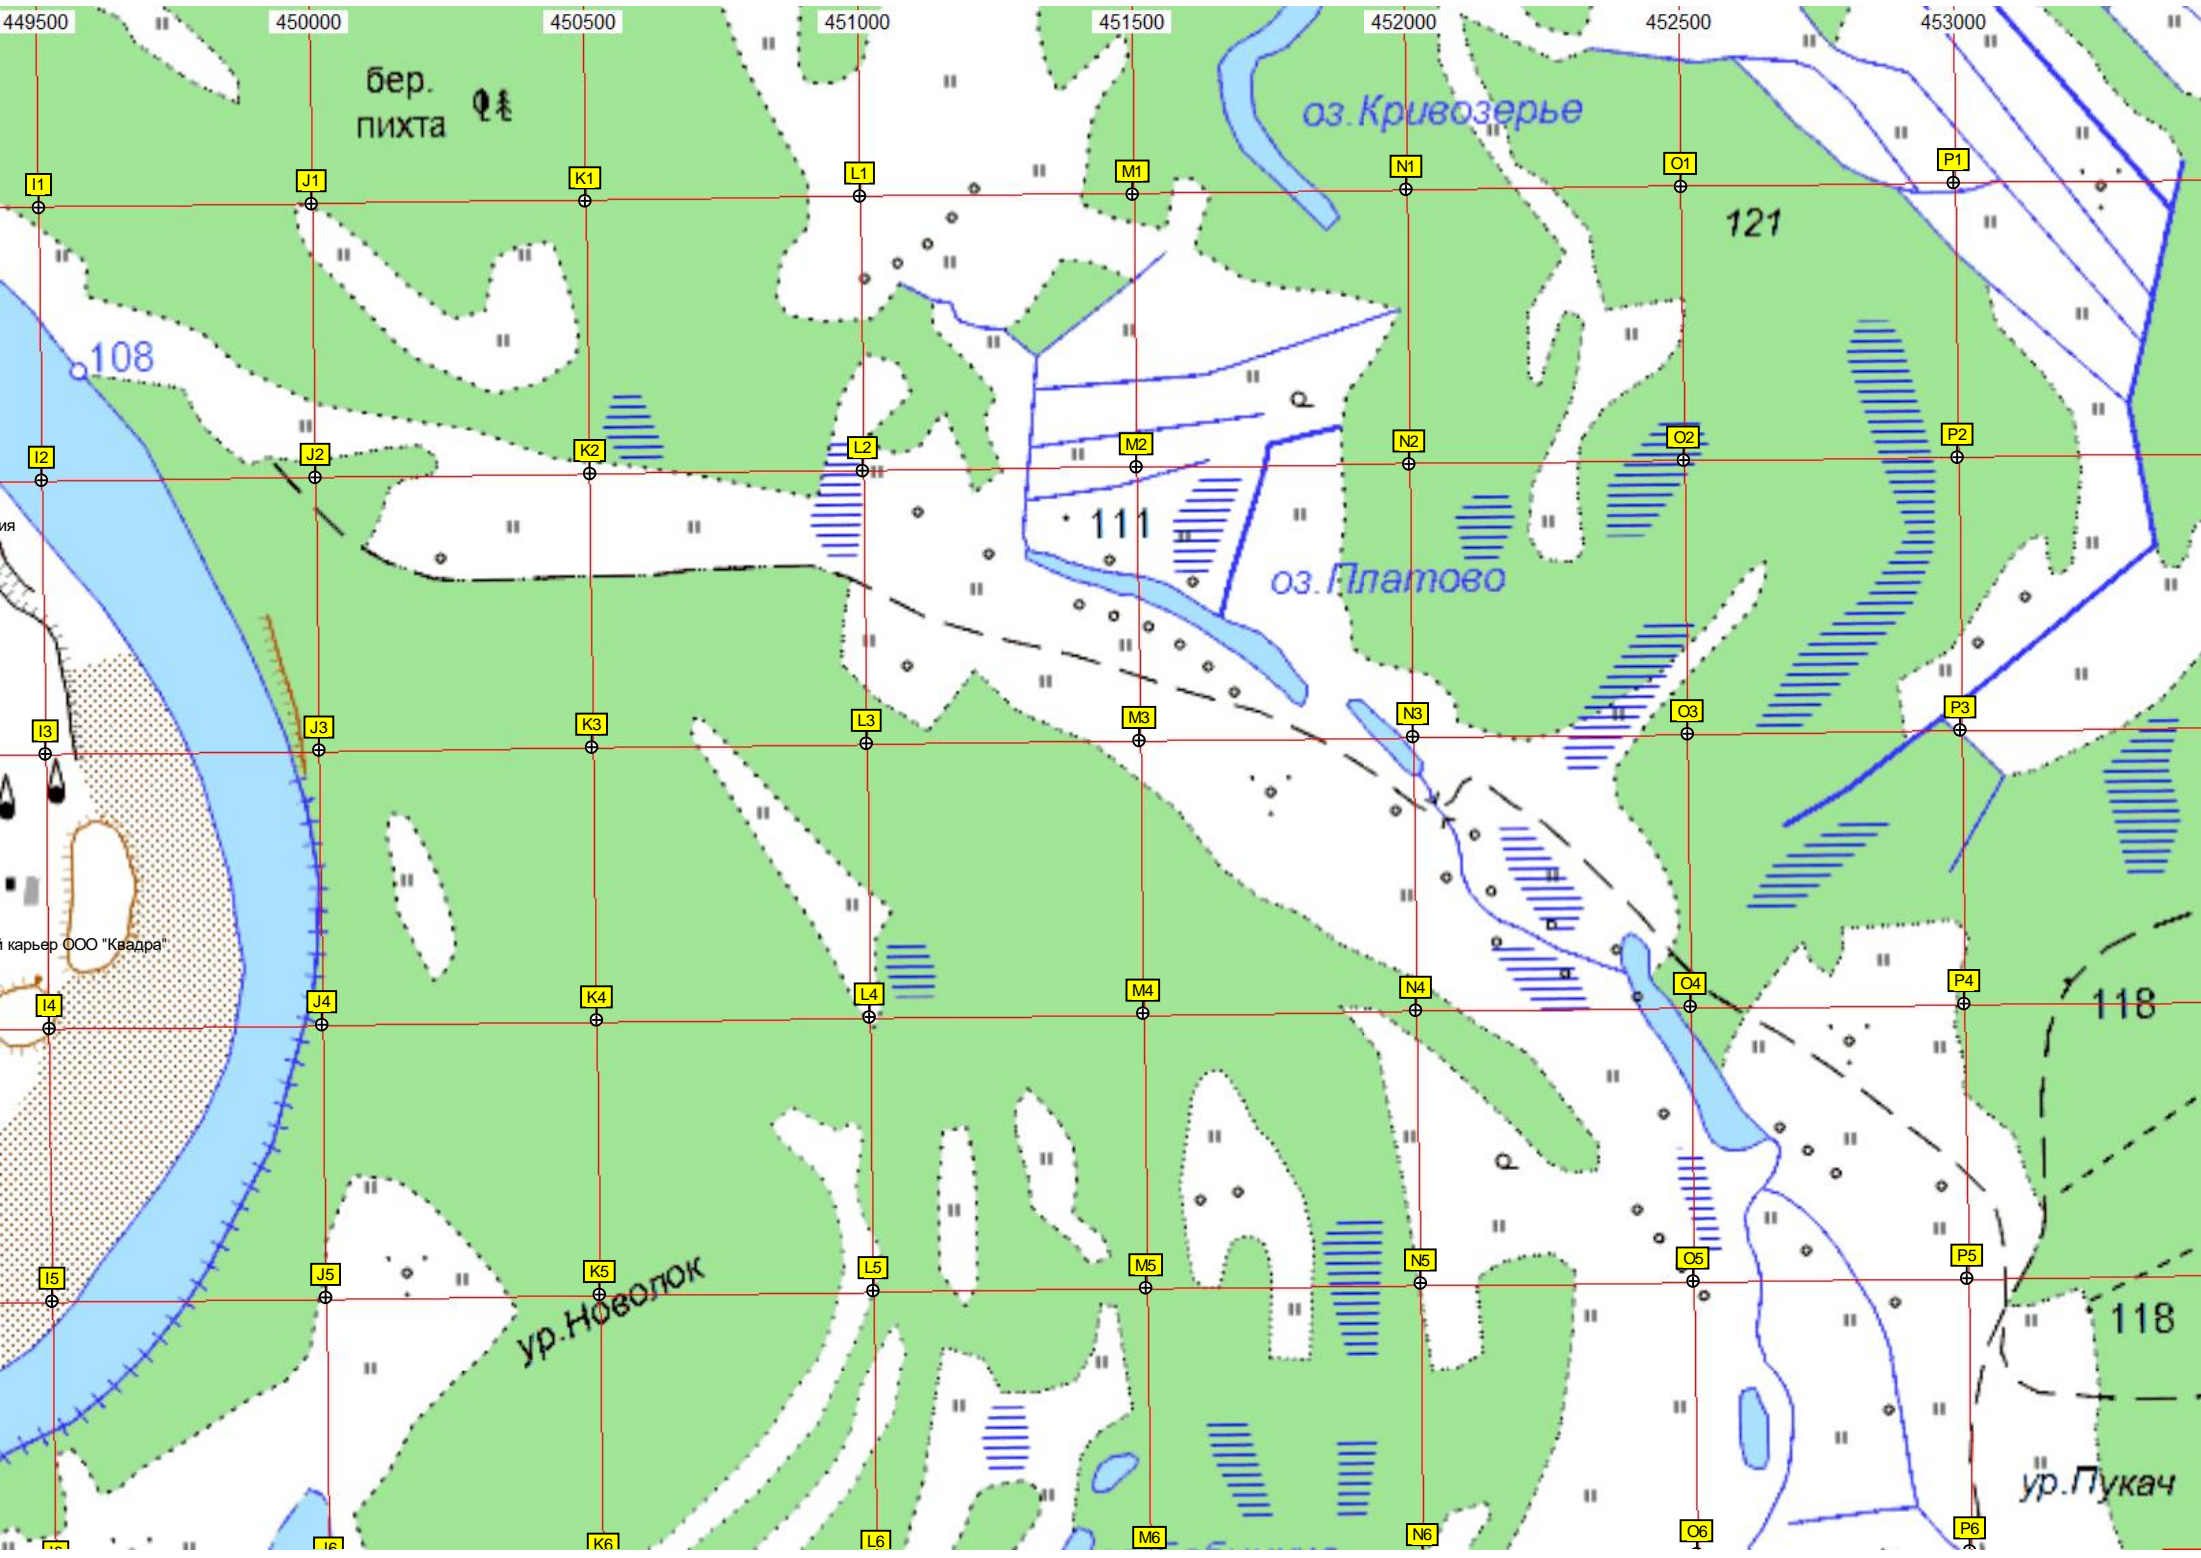 449500 450000 450500 451000 451500 452000 452500 453000
бер.
пихта
оз.Кривозерье
I1 J1 K1 L1 M1 N1 O1 P1
121
108
I2 J2 K2 L2 M2 N2 O2 P2
ия
111
оз.Платово
I3 J3 K3 L3 M3 N3 O3 P3
й карьер ООО "Квадра"
I4 J4 K4 L4 M4 N4 O4 P4
118
I5 J5 K5 L5 M5 N5 O5 P5
ур.Новолок
118
ур.Пукач
J6 K6 L6 M6 N6 O6 P6